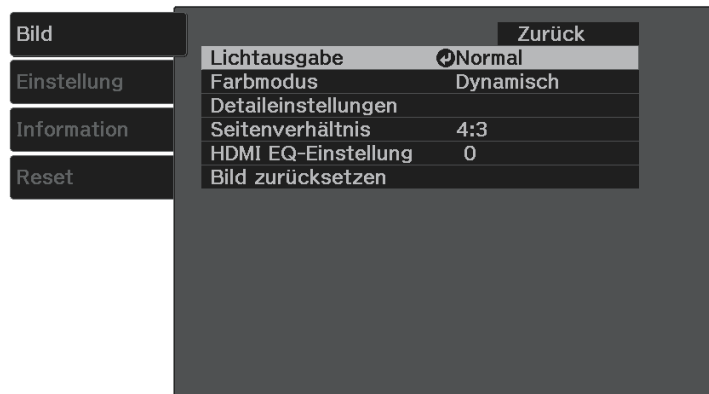 Bild
Einstellung
Information
Reset
Zurück
Lichtausgabe Normal
Farbmodus Dynamisch
Detaileinstellungen
Seitenverhältnis 4:3
HDMI EQ-Einstellung 0
Bild zurücksetzen